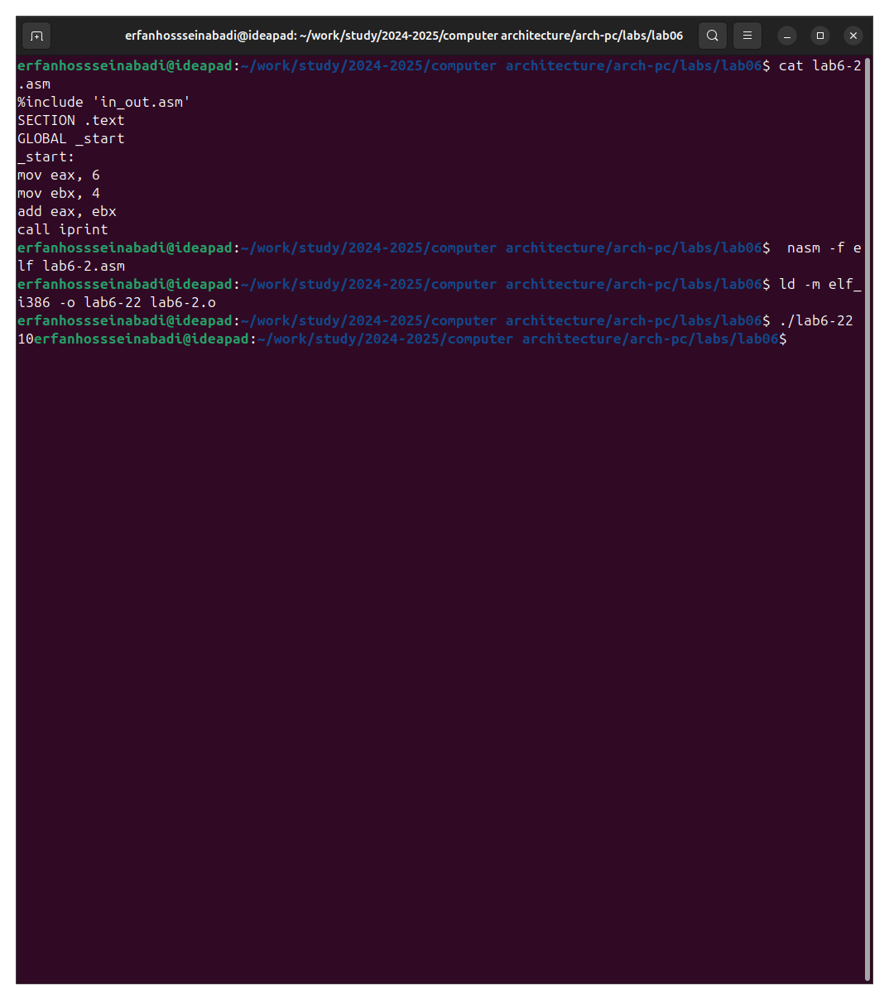 erfanhossseinabadi@ideapad: ~/work/study/2024-2025/computer architecture/arch-pc/labs/lab06
erfanhossseinabadi@ideapad:~/work/study/2024-2025/computer architecture/arch-pc/labs/lab06$ cat lab6-2
.asm
%include 'in_out.asm'
SECTION .text
GLOBAL _start
_start:
mov eax, 6
mov ebx, 4
add eax, ebx
call iprint
erfanhossseinabadi@ideapad:~/work/study/2024-2025/computer architecture/arch-pc/labs/lab06$  nasm -f e
lf lab6-2.asm
erfanhossseinabadi@ideapad:~/work/study/2024-2025/computer architecture/arch-pc/labs/lab06$ ld -m elf_
i386 -o lab6-22 lab6-2.o
erfanhossseinabadi@ideapad:~/work/study/2024-2025/computer architecture/arch-pc/labs/lab06$ ./lab6-22
10erfanhossseinabadi@ideapad:~/work/study/2024-2025/computer architecture/arch-pc/labs/lab06$